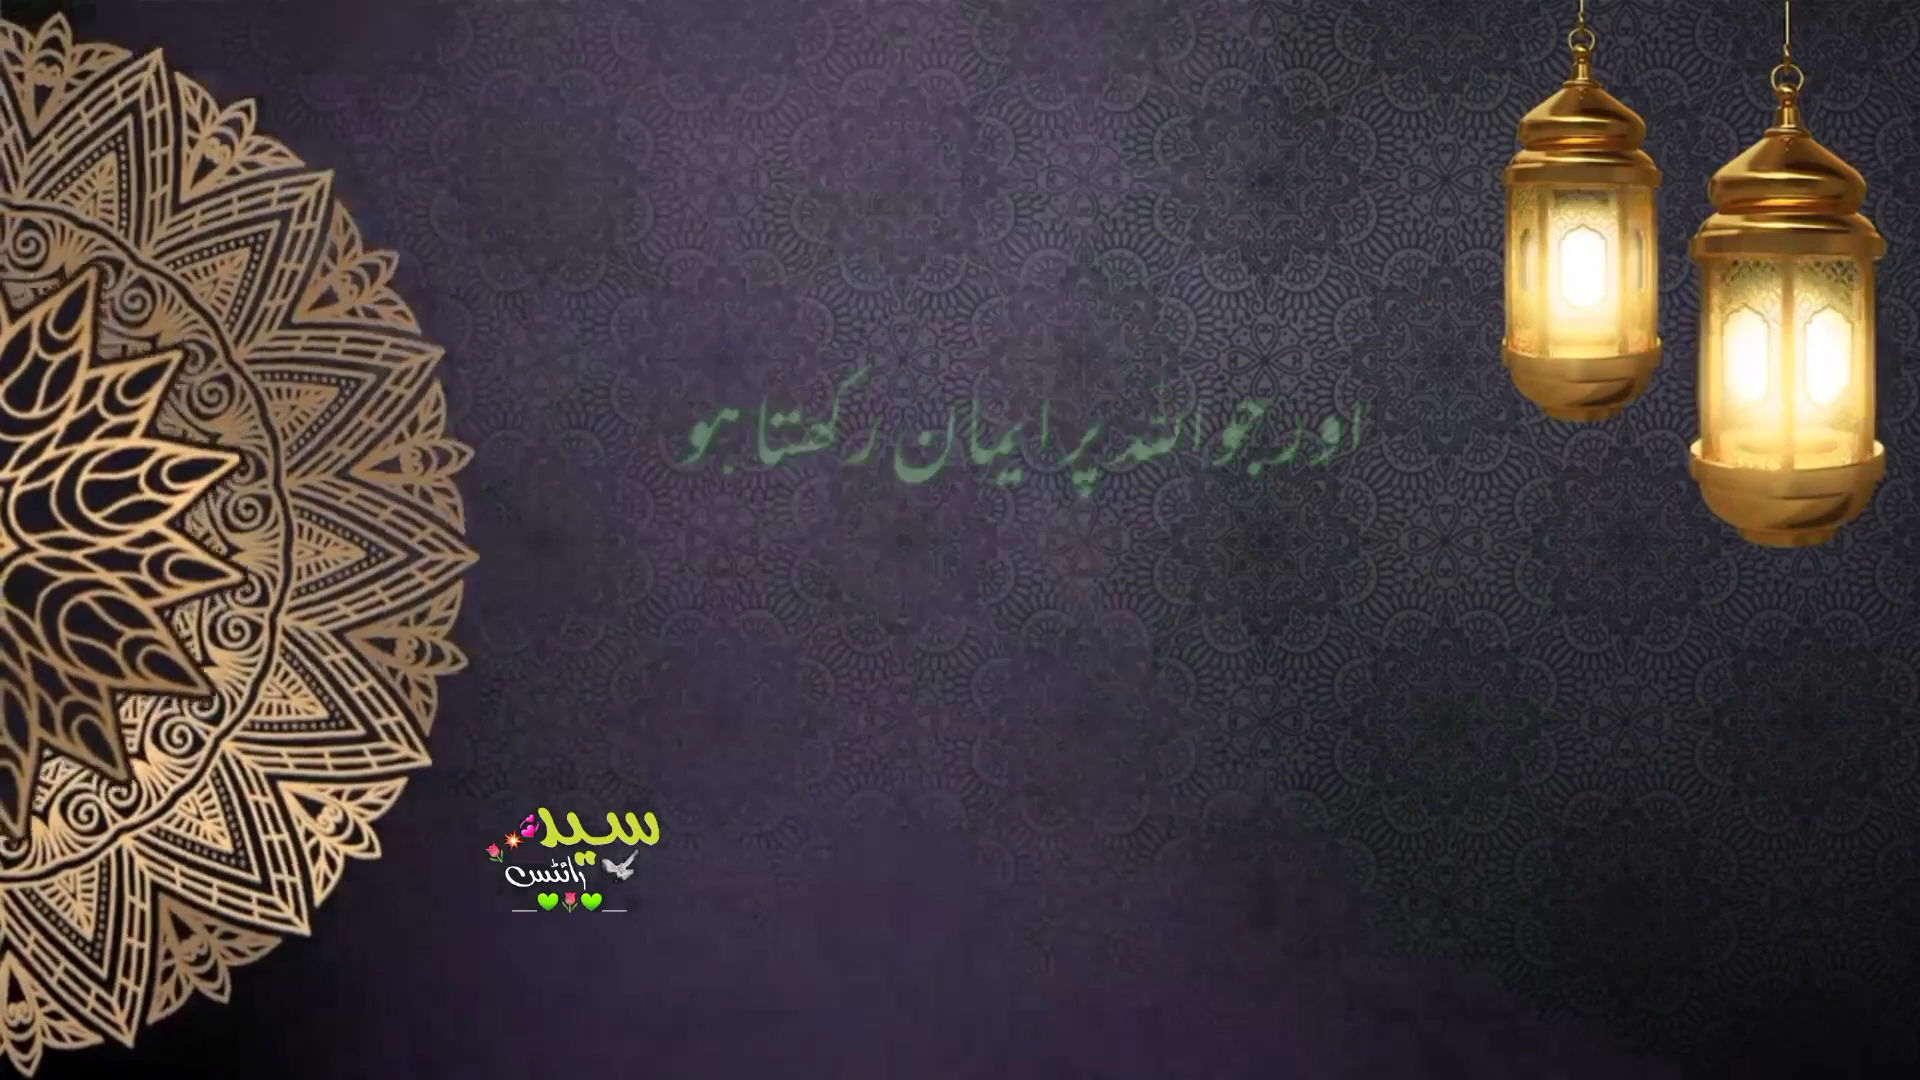 اور جو اللہ پر ایمان رکھتا ہو
سید
رائٹس